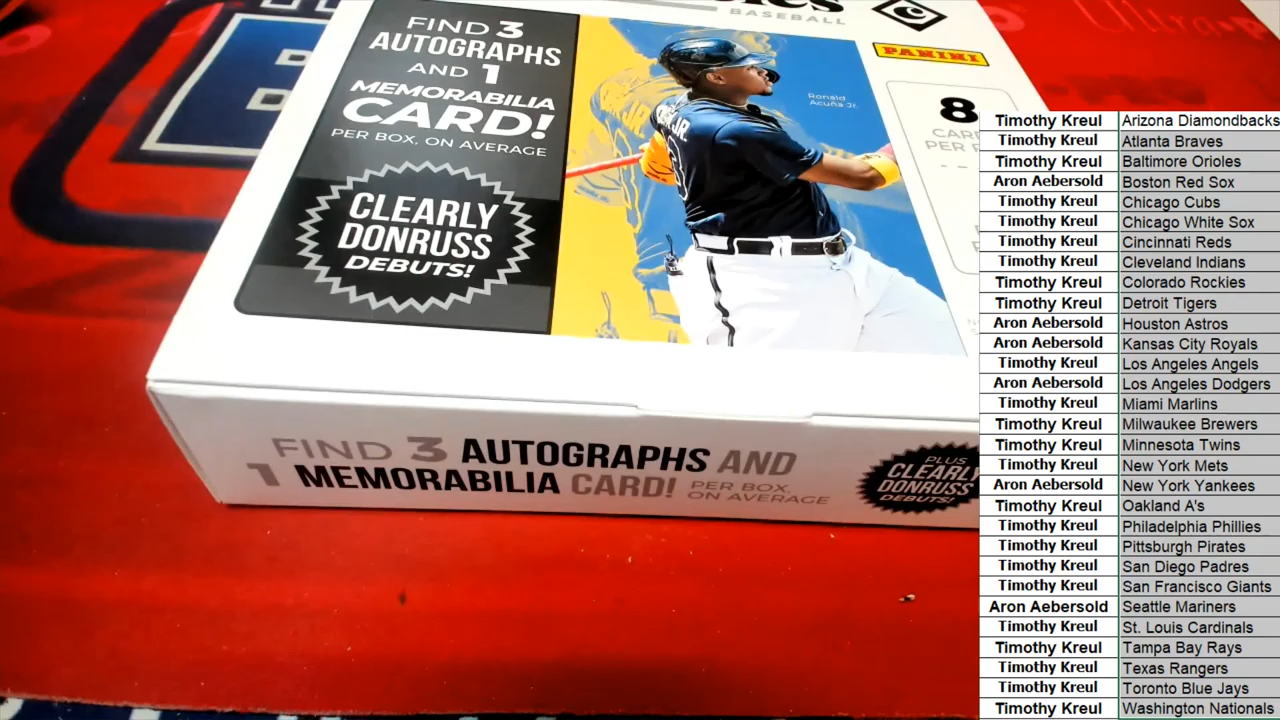 BASEBALL
PANINI
FIND 3
AUTOGRAPHS
AND 1
MEMORABILIA
CARD!
PER BOX, ON AVERAGE
CLEARLY
DONRUSS
DEBUTS!
Ronald
Acuña Jr.
8
FIND 3 AUTOGRAPHS AND
1 MEMORABILIA CARD! PER BOX,
ON AVERAGE
PLUS
CLEARLY
DONRUSS
DEBUTS!
Timothy Kreul Arizona Diamondbacks
Timothy Kreul Atlanta Braves
Timothy Kreul Baltimore Orioles
Aron Aebersold Boston Red Sox
Timothy Kreul Chicago Cubs
Timothy Kreul Chicago White Sox
Timothy Kreul Cincinnati Reds
Timothy Kreul Cleveland Indians
Timothy Kreul Colorado Rockies
Timothy Kreul Detroit Tigers
Aron Aebersold Houston Astros
Aron Aebersold Kansas City Royals
Timothy Kreul Los Angeles Angels
Aron Aebersold Los Angeles Dodgers
Timothy Kreul Miami Marlins
Timothy Kreul Milwaukee Brewers
Timothy Kreul Minnesota Twins
Timothy Kreul New York Mets
Aron Aebersold New York Yankees
Timothy Kreul Oakland A's
Timothy Kreul Philadelphia Phillies
Timothy Kreul Pittsburgh Pirates
Timothy Kreul San Diego Padres
Timothy Kreul San Francisco Giants
Aron Aebersold Seattle Mariners
Timothy Kreul St. Louis Cardinals
Timothy Kreul Tampa Bay Rays
Timothy Kreul Texas Rangers
Timothy Kreul Toronto Blue Jays
Timothy Kreul Washington Nationals